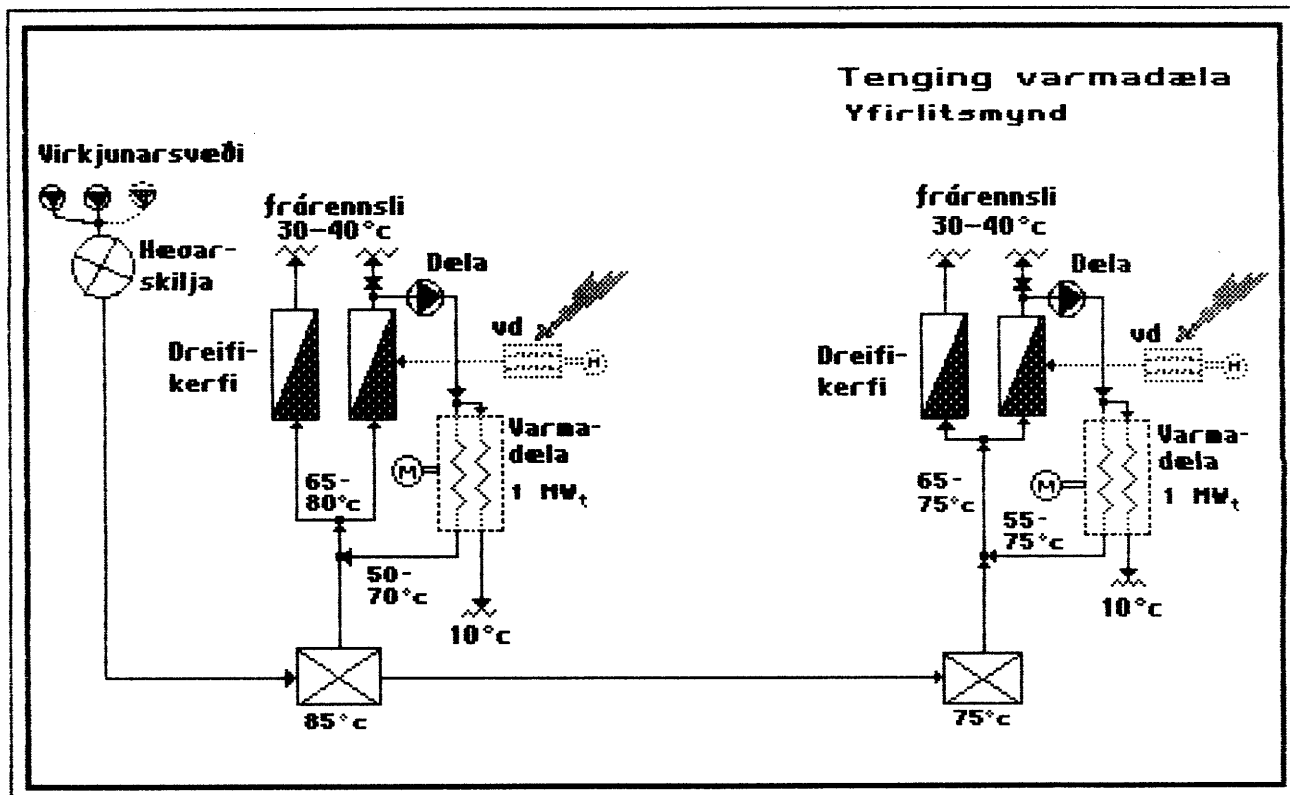 Tenging varmadæla
Yfirlitsmynd
Virkjunarsvæði
Hæðar-
skilja
frárennsli
30-40°c
Dæla
vd
H
Dreifi-
kerfi
Varma-
dæla
1 MWt
M
65-
80°c
50-
70°c
10°c
85°c
frárennsli
30-40°c
Dæla
vd
H
Dreifi-
kerfi
Varma-
dæla
1 MWt
M
65-
75°c
55-
75°c
10°c
75°c